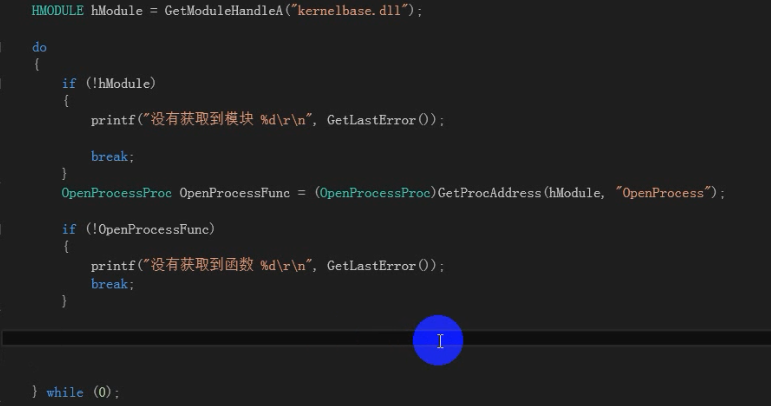 HMODULE hModule = GetModuleHandleA("kernelbase.dll");
do
{
if (!hModule)
{
printf("没有获取到模块 %d\r\n", GetLastError());
break;
}
OpenProcessProc OpenProcessFunc = (OpenProcessProc)GetProcAddress(hModule, "OpenProcess");
if (!OpenProcessFunc)
{
printf("没有获取到函数 %d\r\n", GetLastError());
break;
}
} while (0);